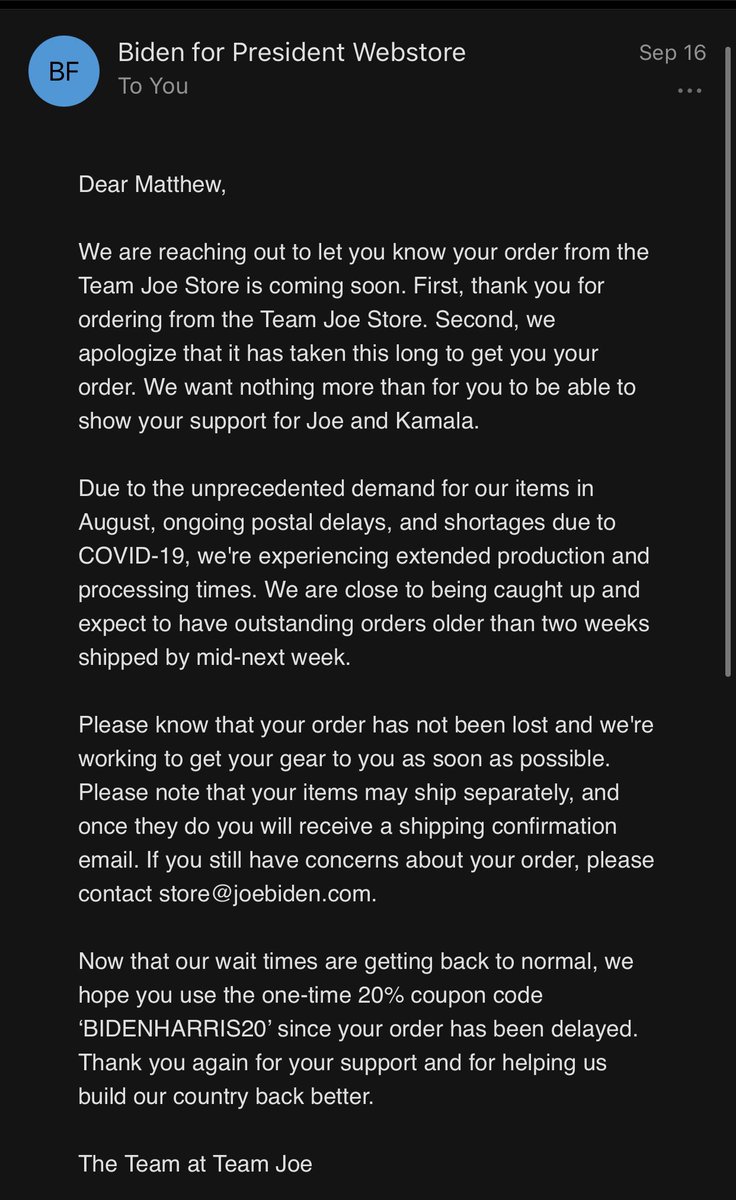 BF
Biden for President Webstore
Sep 16
To You
...
Dear Matthew,
We are reaching out to let you know your order from the
Team Joe Store is coming soon. First, thank you for
ordering from the Team Joe Store. Second, we
apologize that it has taken this long to get you your
order. We want nothing more than for you to be able to
show your support for Joe and Kamala.
Due to the unprecedented demand for our items in
August, ongoing postal delays, and shortages due to
COVID-19, we're experiencing extended production and
processing times. We are close to being caught up and
expect to have outstanding orders older than two weeks
shipped by mid-next week.
Please know that your order has not been lost and we're
working to get your gear to you as soon as possible.
Please note that your items may ship separately, and
once they do you will receive a shipping confirmation
email. If you still have concerns about your order, please
contact store@joebiden.com.
Now that our wait times are getting back to normal, we
hope you use the one-time 20% coupon code
‘BIDENHARRIS20’ since your order has been delayed.
Thank you again for your support and for helping us
build our country back better.
The Team at Team Joe